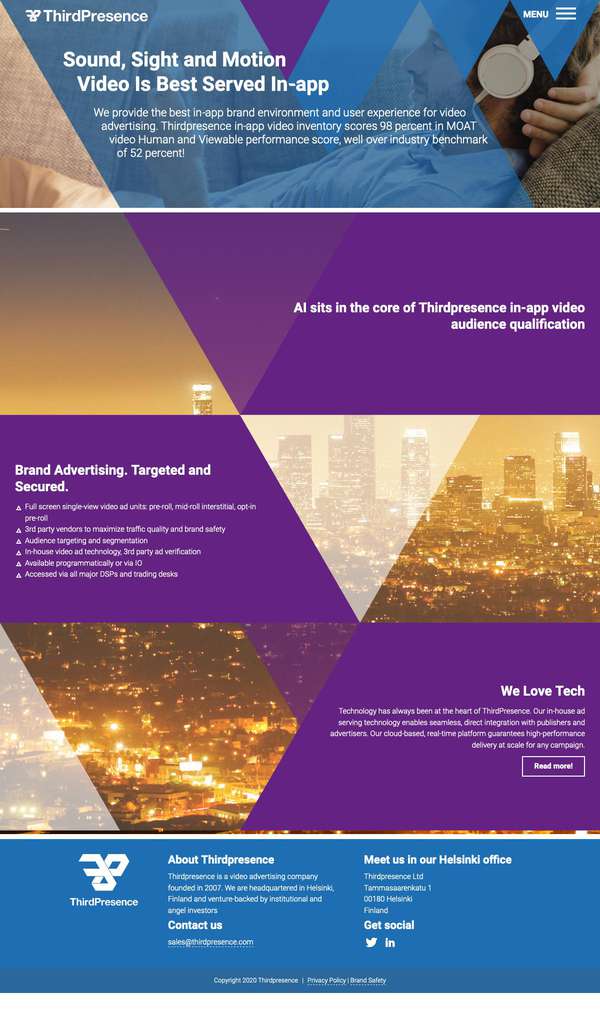 ThirdPresence
MENU
Sound, Sight and Motion
Video Is Best Served In-app
We provide the best in-app brand environment and user experience for video
advertising. Thirdpresence in-app video inventory scores 98 percent in MOAT
video Human and Viewable performance score, well over industry benchmark
of 52 percent!
AI sits in the core of Thirdpresence in-app video
audience qualification
Brand Advertising. Targeted and
Secured.
Full screen single-view video ad units: pre-roll, mid-roll interstitial, opt-in
pre-roll
3rd party vendors to maximize traffic quality and brand safety
Audience targeting and segmentation
In-house video ad technology, 3rd party ad verification
Available programmatically or via IO
Accessed via all major DSPs and trading desks
We Love Tech
Technology has always been at the heart of ThirdPresence. Our in-house ad
serving technology enables seamless, direct integration with publishers and
advertisers. Our cloud-based, real-time platform guarantees high-performance
delivery at scale for any campaign.
Read more!
ThirdPresence
About Thirdpresence
Thirdpresence is a video advertising company
founded in 2007. We are headquartered in Helsinki,
Finland and venture-backed by institutional and
angel investors
Contact us
sales@thirdpresence.com
Meet us in our Helsinki office
Thirdpresence Ltd
Tammasaarenkatu 1
00180 Helsinki
Finland
Get social
Copyright 2020 Thirdpresence | Privacy Policy | Brand Safety